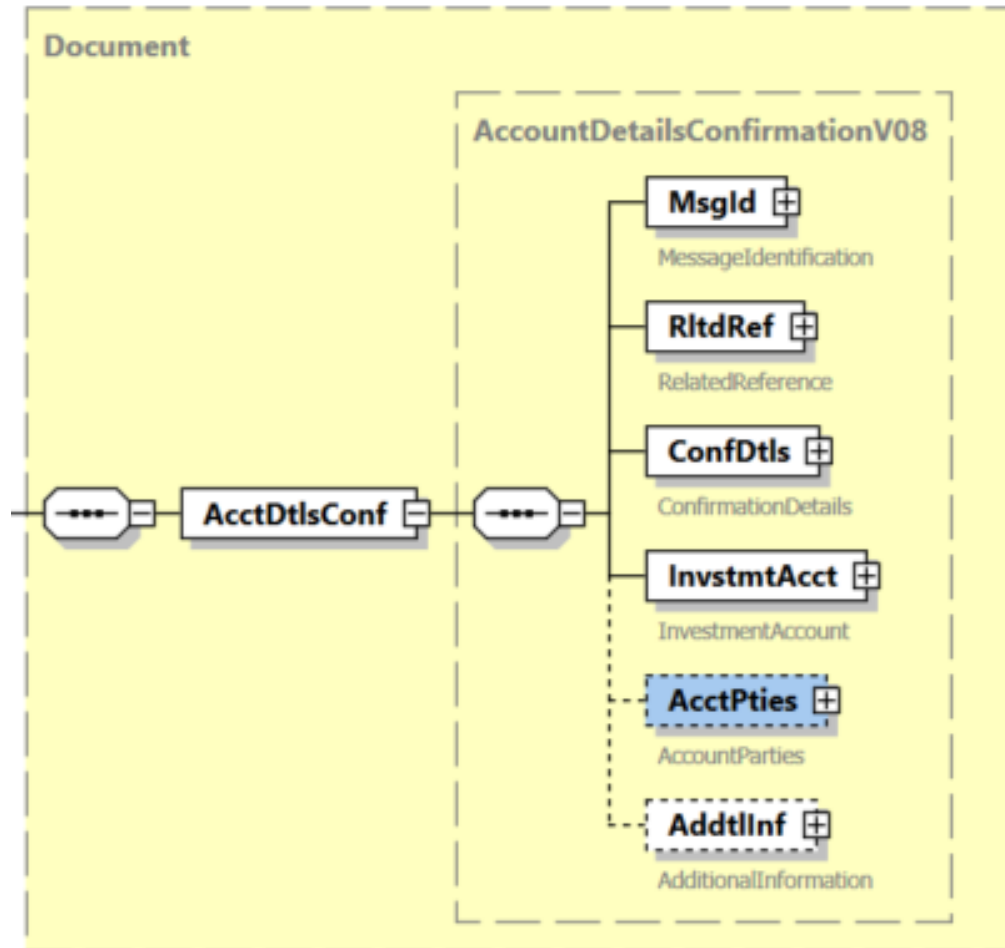 Document
AccountDetailsConfirmationV08
MsgId
MessageIdentification
RltdRef
RelatedReference
ConfDtls
ConfirmationDetails
AcctDtlsConf
InvstmtAcct
InvestmentAccount
AcctPties
AccountParties
AddtlInf
AdditionalInformation